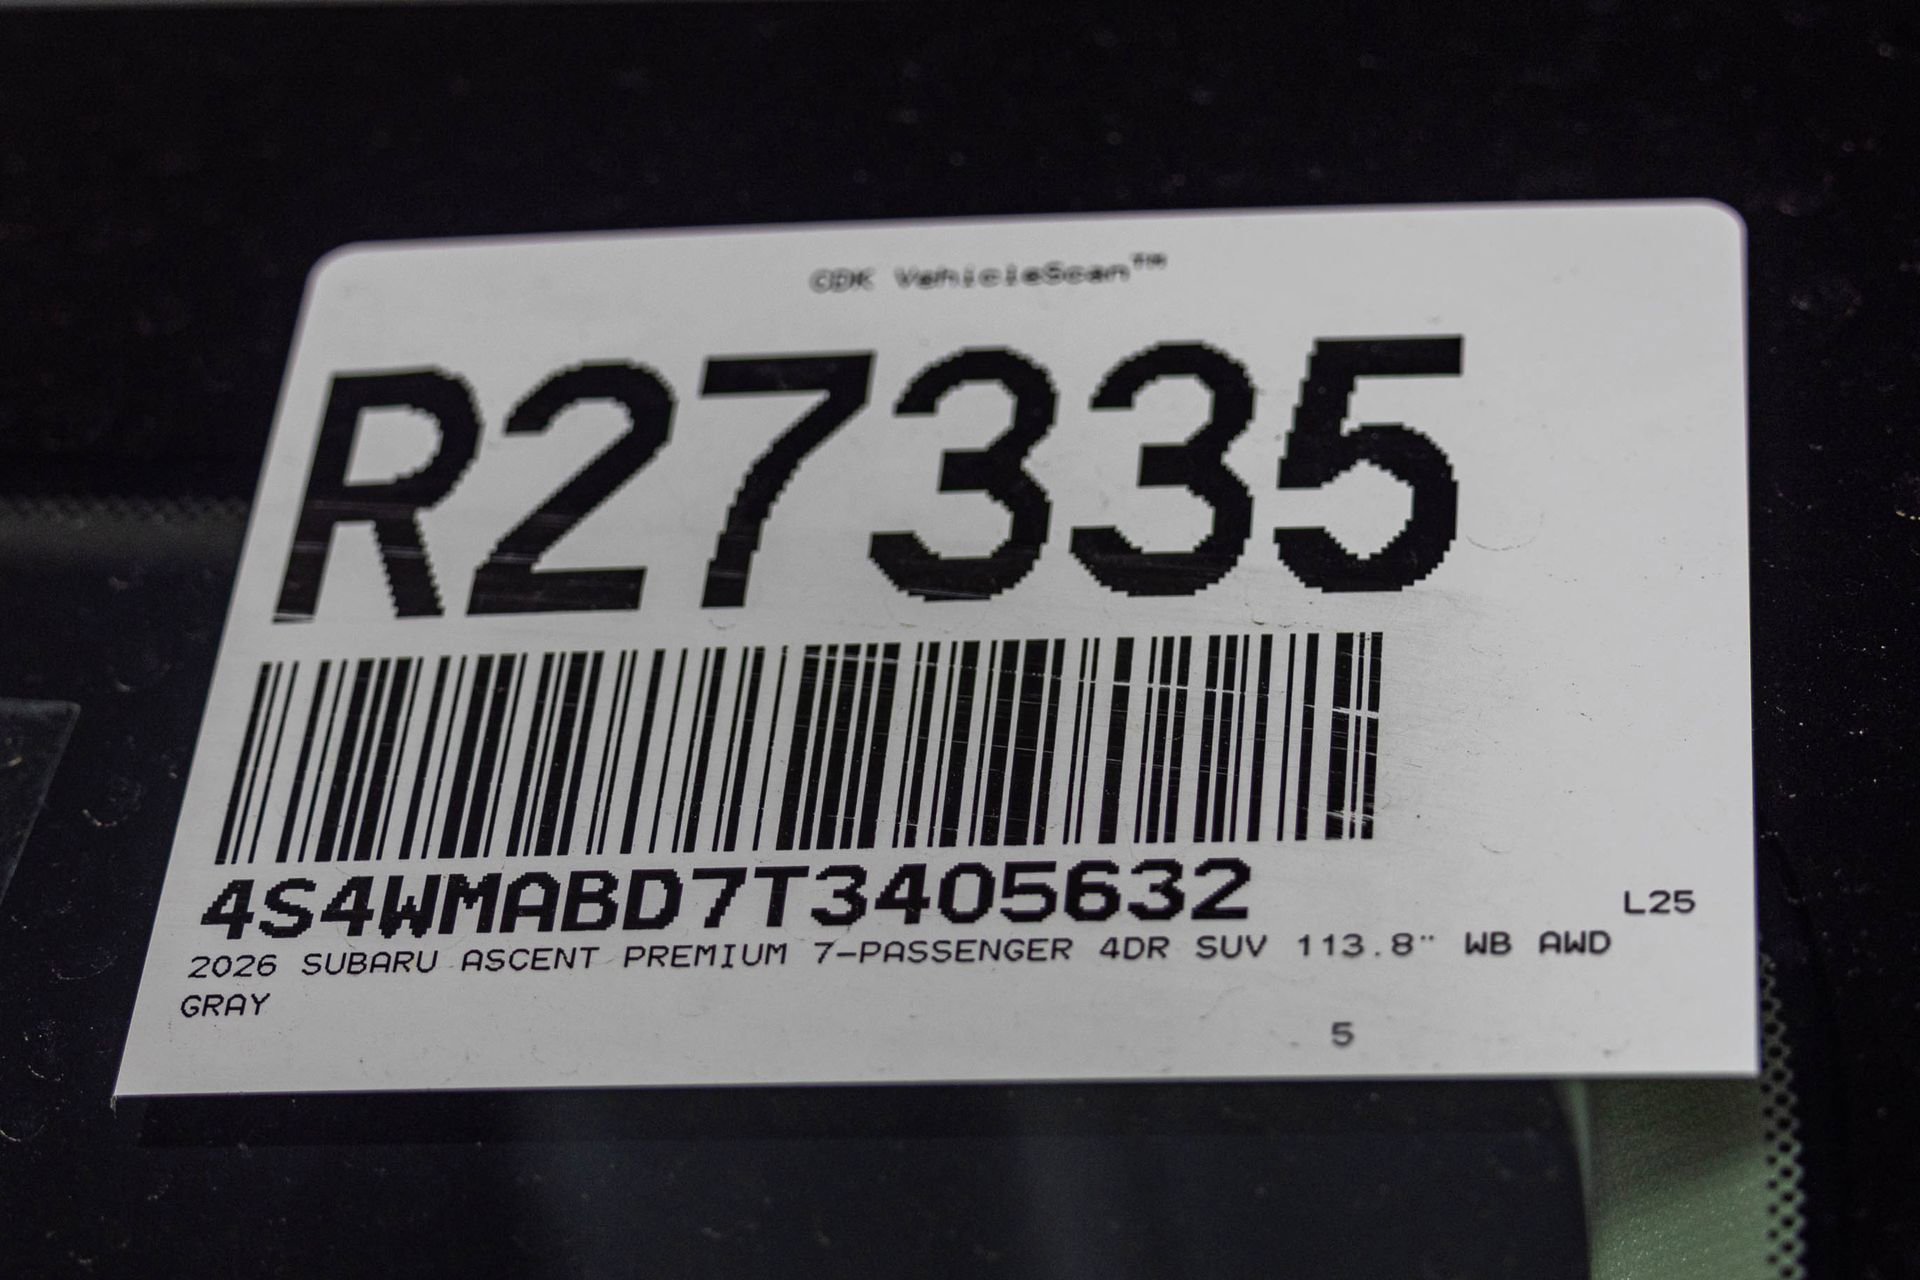 CDK VehicleScan™
R27335
4S4WMABD7T3405632
L25
2026 SUBARU ASCENT PREMIUM 7-PASSENGER 4DR SUV 113.8" WB AWD
GRAY
5